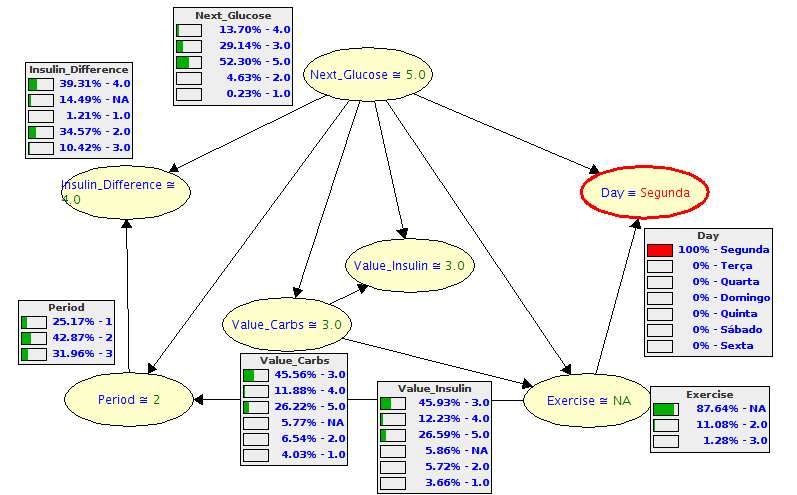 Next_Glucose
13.70% - 4.0
29.14% - 3.0
52.30% - 5.0
4.63% - 2.0
0.23% - 1.0
Insulin_Difference
39.31% - 4.0
14.49% - NA
1.21% - 1.0
34.57% - 2.0
10.42% - 3.0
Next_Glucose ≅ 5.0
Insulin_Difference ≅
4.0
Day ≅ Segunda
Day
100% - Segunda
0% - Terça
0% - Quarta
0% - Domingo
0% - Quinta
0% - Sábado
0% - Sexta
Value_Insulin ≅ 3.0
Period
25.17% - 1
42.87% - 2
31.96% - 3
Value_Carbs ≅ 3.0
Value_Carbs
45.56% - 3.0
11.88% - 4.0
26.22% - 5.0
5.77% - NA
6.54% - 2.0
4.03% - 1.0
Period ≅ 2
Value_Insulin
45.93% - 3.0
12.23% - 4.0
26.59% - 5.0
5.86% - NA
5.72% - 2.0
3.66% - 1.0
Exercise ≅ NA
Exercise
87.64% - NA
11.08% - 2.0
1.28% - 3.0